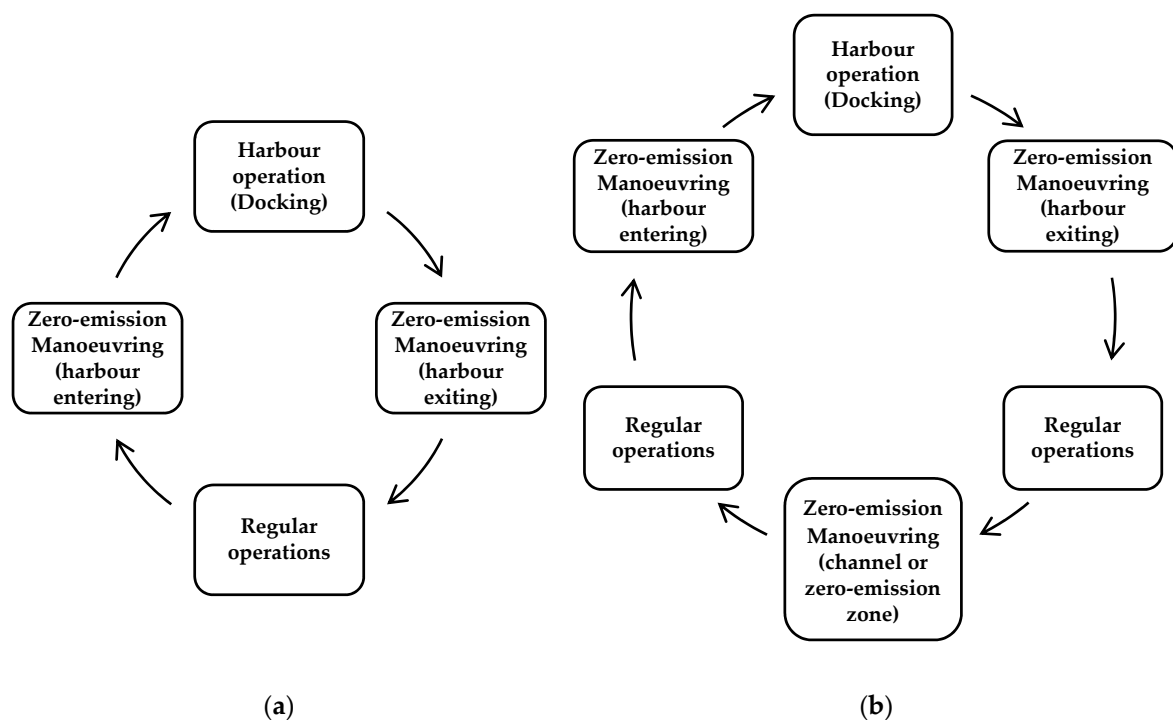 Harbour
operation
(Docking)
Zero-emission
Manoeuvring
(harbour
exiting)
Regular
operations
Zero-emission
Manoeuvring
(harbour
entering)
(a)
Harbour
operation
(Docking)
Zero-emission
Manoeuvring
(harbour
exiting)
Regular
operations
Zero-emission
Manoeuvring
(channel or
zero-emission
zone)
Regular
operations
Zero-emission
Manoeuvring
(harbour
entering)
(b)